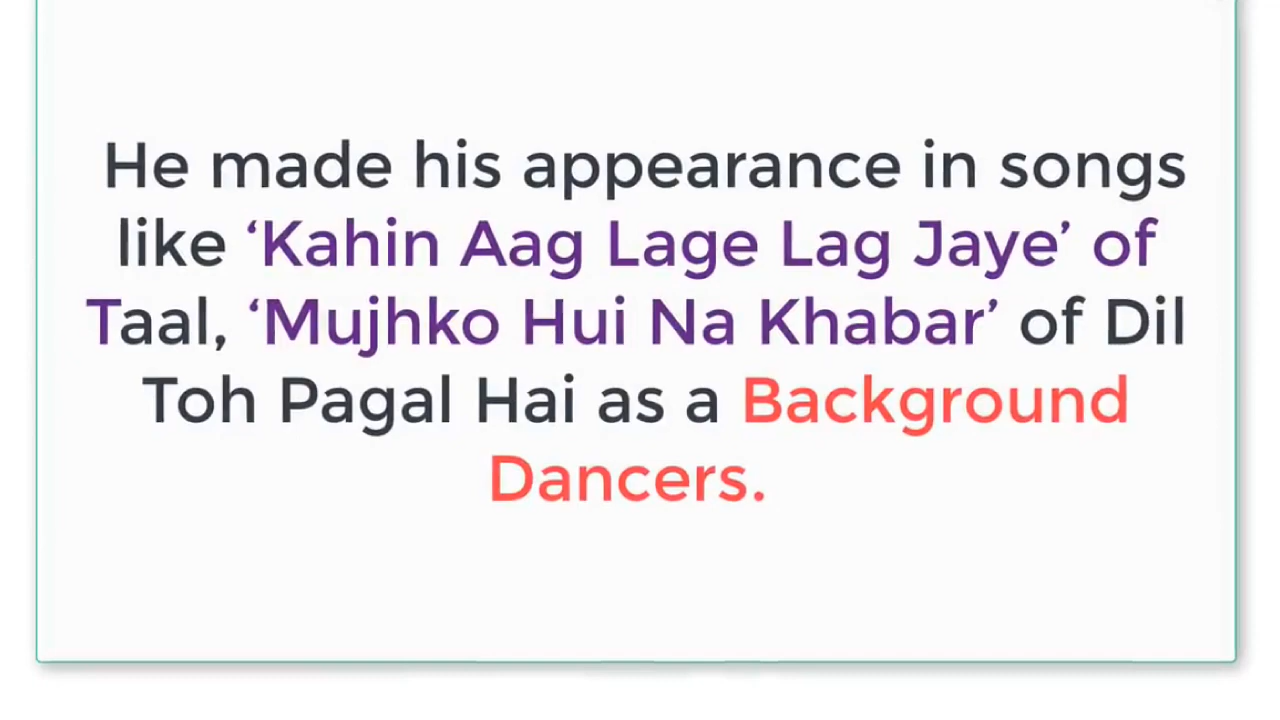 He made his appearance in songs
like ‘Kahin Aag Lage Lag Jaye’ of
Taal, ‘Mujhko Hui Na Khabar’ of Dil
Toh Pagal Hai as a Background
Dancers.